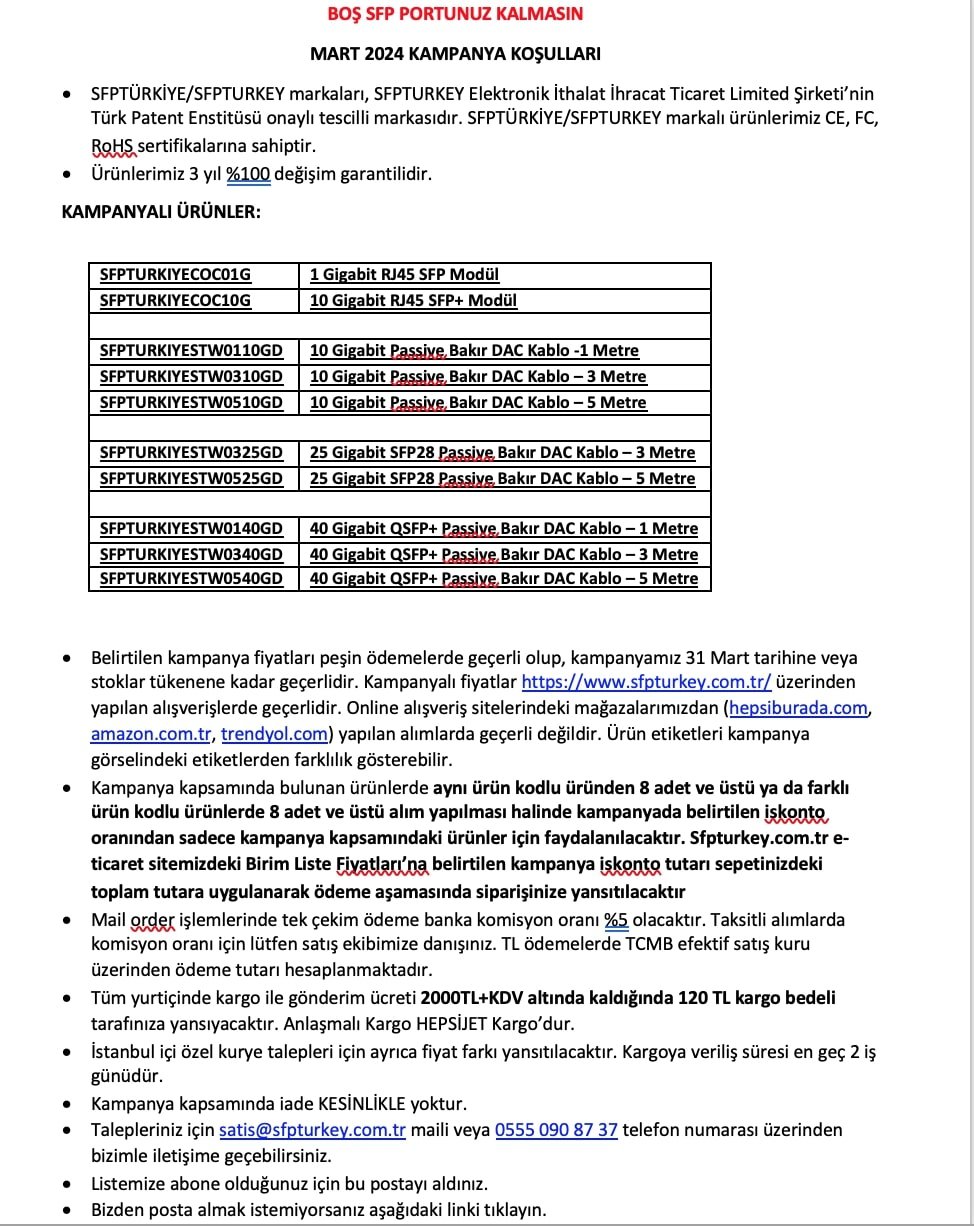 BOŞ SFP PORTUNUZ KALMASIN
MART 2024 KAMPANYA KOŞULLARI
• SFPTÜRKİYE/SFPTURKEY markaları, SFPTURKEY Elektronik İthalat İhracat Ticaret Limited Şirketi’nin
Türk Patent Enstitüsü onaylı tescilli markasıdır. SFPTÜRKİYE/SFPTURKEY markalı ürünlerimiz CE, FC,
RoHS sertifikalarına sahiptir.
• Ürünlerimiz 3 yıl %100 değişim garantilidir.
KAMPANYALI ÜRÜNLER:
SFPTURKIYECOC01G 1 Gigabit RJ45 SFP Modül
SFPTURKIYECOC10G 10 Gigabit RJ45 SFP+ Modül
SFPTURKIYESTW0110GD 10 Gigabit Passive Bakır DAC Kablo -1 Metre
SFPTURKIYESTW0310GD 10 Gigabit Passive Bakır DAC Kablo – 3 Metre
SFPTURKIYESTW0510GD 10 Gigabit Passive Bakır DAC Kablo – 5 Metre
SFPTURKIYESTW0325GD 25 Gigabit SFP28 Passive Bakır DAC Kablo – 3 Metre
SFPTURKIYESTW0525GD 25 Gigabit SFP28 Passive Bakır DAC Kablo – 5 Metre
SFPTURKIYESTW0140GD 40 Gigabit QSFP+ Passive Bakır DAC Kablo – 1 Metre
SFPTURKIYESTW0340GD 40 Gigabit QSFP+ Passive Bakır DAC Kablo – 3 Metre
SFPTURKIYESTW0540GD 40 Gigabit QSFP+ Passive Bakır DAC Kablo – 5 Metre
• Belirtilen kampanya fiyatları peşin ödemelerde geçerli olup, kampanyamız 31 Mart tarihine veya
stoklar tükenene kadar geçerlidir. Kampanyalı fiyatlar https://www.sfpturkey.com.tr/ üzerinden
yapılan alışverişlerde geçerlidir. Online alışveriş sitelerindeki mağazalarımızdan (hepsiburada.com,
amazon.com.tr, trendyol.com) yapılan alımlarda geçerli değildir. Ürün etiketleri kampanya
görselindeki etiketlerden farklılık gösterebilir.
• Kampanya kapsamında bulunan ürünlerde aynı ürün kodlu üründen 8 adet ve üstü ya da farklı
ürün kodlu ürünlerde 8 adet ve üstü alım yapılması halinde kampanyada belirtilen iskonto
oranından sadece kampanya kapsamındaki ürünler için faydalanılacaktır. Sfpturkey.com.tr e-
ticaret sitemizdeki Birim Liste Fiyatları’na belirtilen kampanya iskonto tutarı sepetinizdeki
toplam tutara uygulanarak ödeme aşamasında siparişinize yansıtılacaktır
• Mail order işlemlerinde tek çekim ödeme banka komisyon oranı %5 olacaktır. Taksitli alımlarda
komisyon oranı için lütfen satış ekibimize danışınız. TL ödemelerde TCMB efektif satış kuru
üzerinden ödeme tutarı hesaplanmaktadır.
• Tüm yurtiçinde kargo ile gönderim ücreti 2000TL+KDV altında kaldığında 120 TL kargo bedeli
tarafınıza yansıyacaktır. Anlaşmalı Kargo HEPSİJET Kargo’dur.
• İstanbul içi özel kurye talepleri için ayrıca fiyat farkı yansıtılacaktır. Kargoya veriliş süresi en geç 2 iş
günüdür.
• Kampanya kapsamında iade KESİNLİKLE yoktur.
• Talepleriniz için satis@sfpturkey.com.tr maili veya 0555 090 87 37 telefon numarası üzerinden
bizimle iletişime geçebilirsiniz.
• Listemize abone olduğunuz için bu postayı aldınız.
• Bizden posta almak istemiyorsanız aşağıdaki linki tıklayın.